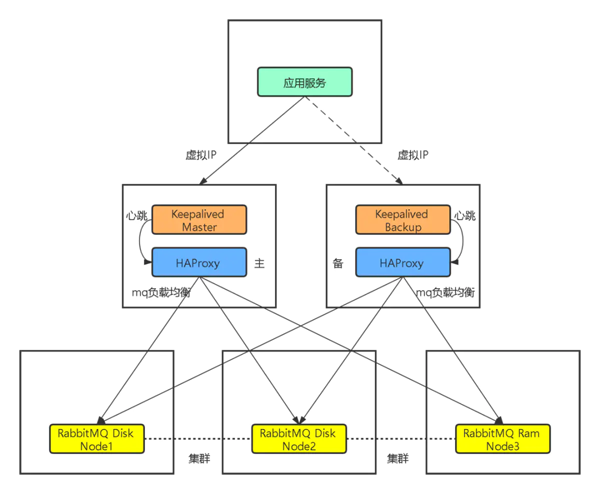 应用服务
虚拟IP
虚拟IP
心跳
Keepalived
Master
Keepalived
Backup
心跳
HAProxy
主
备
HAProxy
mq负载均衡
mq负载均衡
RabbitMQ Disk
Node1
RabbitMQ Disk
Node2
RabbitMQ Ram
Node3
集群
集群